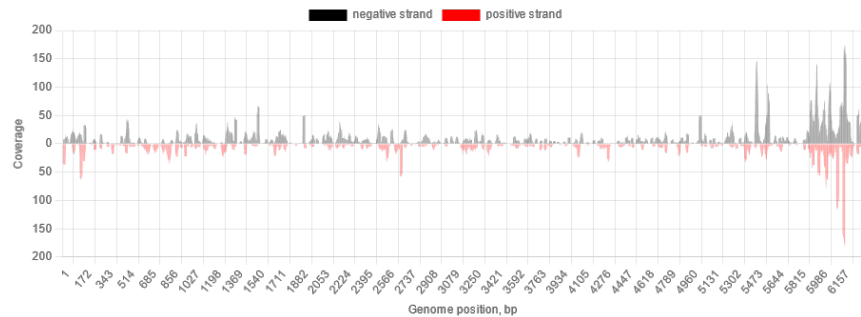 negative strand positive strand
200
150
100
50
0
50
100
150
200
Coverage
1 172 343 514 685 856 1027 1198 1369 1540 1711 1882 2053 2224 2395 2566 2737 2908 3079 3250 3421 3592 3763 3934 4105 4276 4447 4618 4789 4960 5131 5302 5473 5644 5815 5986 6157
Genome position, bp